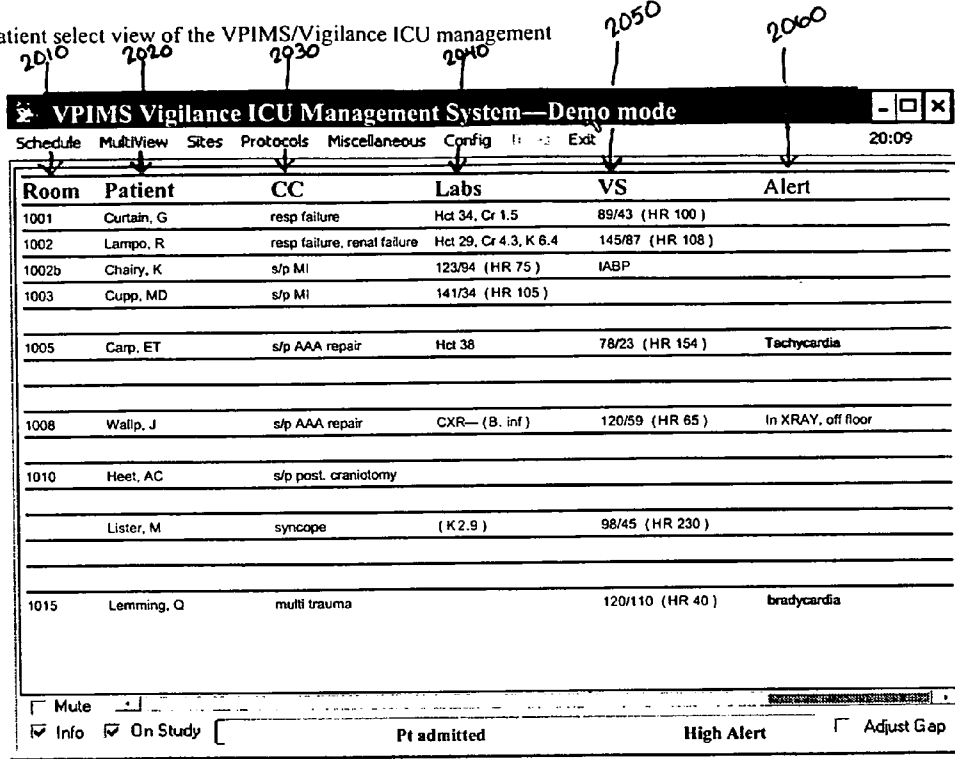 atient select view of the VPIMS/Vigilance ICU management
2010 2020 2030 2040 2050 2060
VPIMS Vigilance ICU Management System—Demo mode
Schedule MultiView Sites Protocols Miscellaneous Config Exit 20:09
Room Patient CC Labs VS Alert
1001 Curtain, G resp failure Hct 34, Cr 1.5 89/43 (HR 100)
1002 Lampo, R resp failure, renal failure Hct 29, Cr 4.3, K 6.4 145/87 (HR 108)
1002b Chairy, K s/p MI 123/94 (HR 75) IABP
1003 Cupp, MD s/p MI 141/34 (HR 105)
1005 Carp, ET s/p AAA repair Hct 38 78/23 (HR 154) Tachycardia
1008 Wallp, J s/p AAA repair CXR— (B. inf) 120/59 (HR 65) In XRAY, off floor
1010 Heet, AC s/p post. craniotomy
Lister, M syncope (K2.9) 98/45 (HR 230)
1015 Lemming, Q multi trauma 120/110 (HR 40) bradycardia
Mute
Info On Study Pt admitted High Alert Adjust Gap